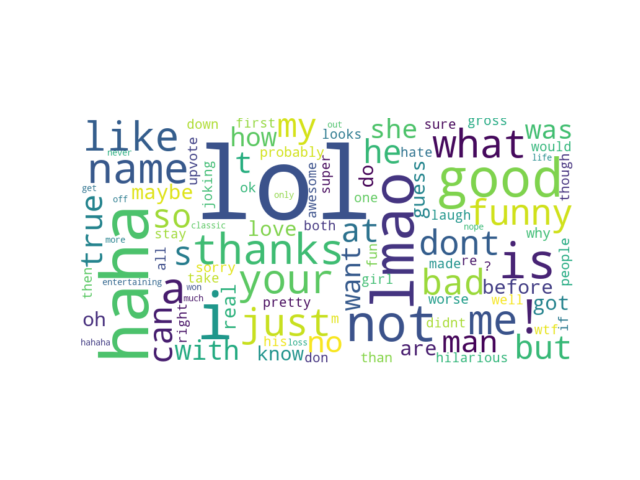 lol
haha
lmao
good
not
i
is
thanks
your
just
what
me
!
funny
name
like
bad
dont
man
but
my
so
a
can
true
he
she
at
with
no
how
was
t
s
want
know
are
before
got
love
real
maybe
do
guess
oh
down
first
looks
sure
gross
would
never
upvote
joking
probably
ok
super
awesome
only
one
hate
laugh
nope
why
life
though
out
get
off
more
stay
classic
both
fun
then
all
entertaining
sorry
take
won
much
right
pretty
girl
made
re
?
worse
well
people
if
wtf
didnt
his
m
loss
don
than
hilarious
hahaha